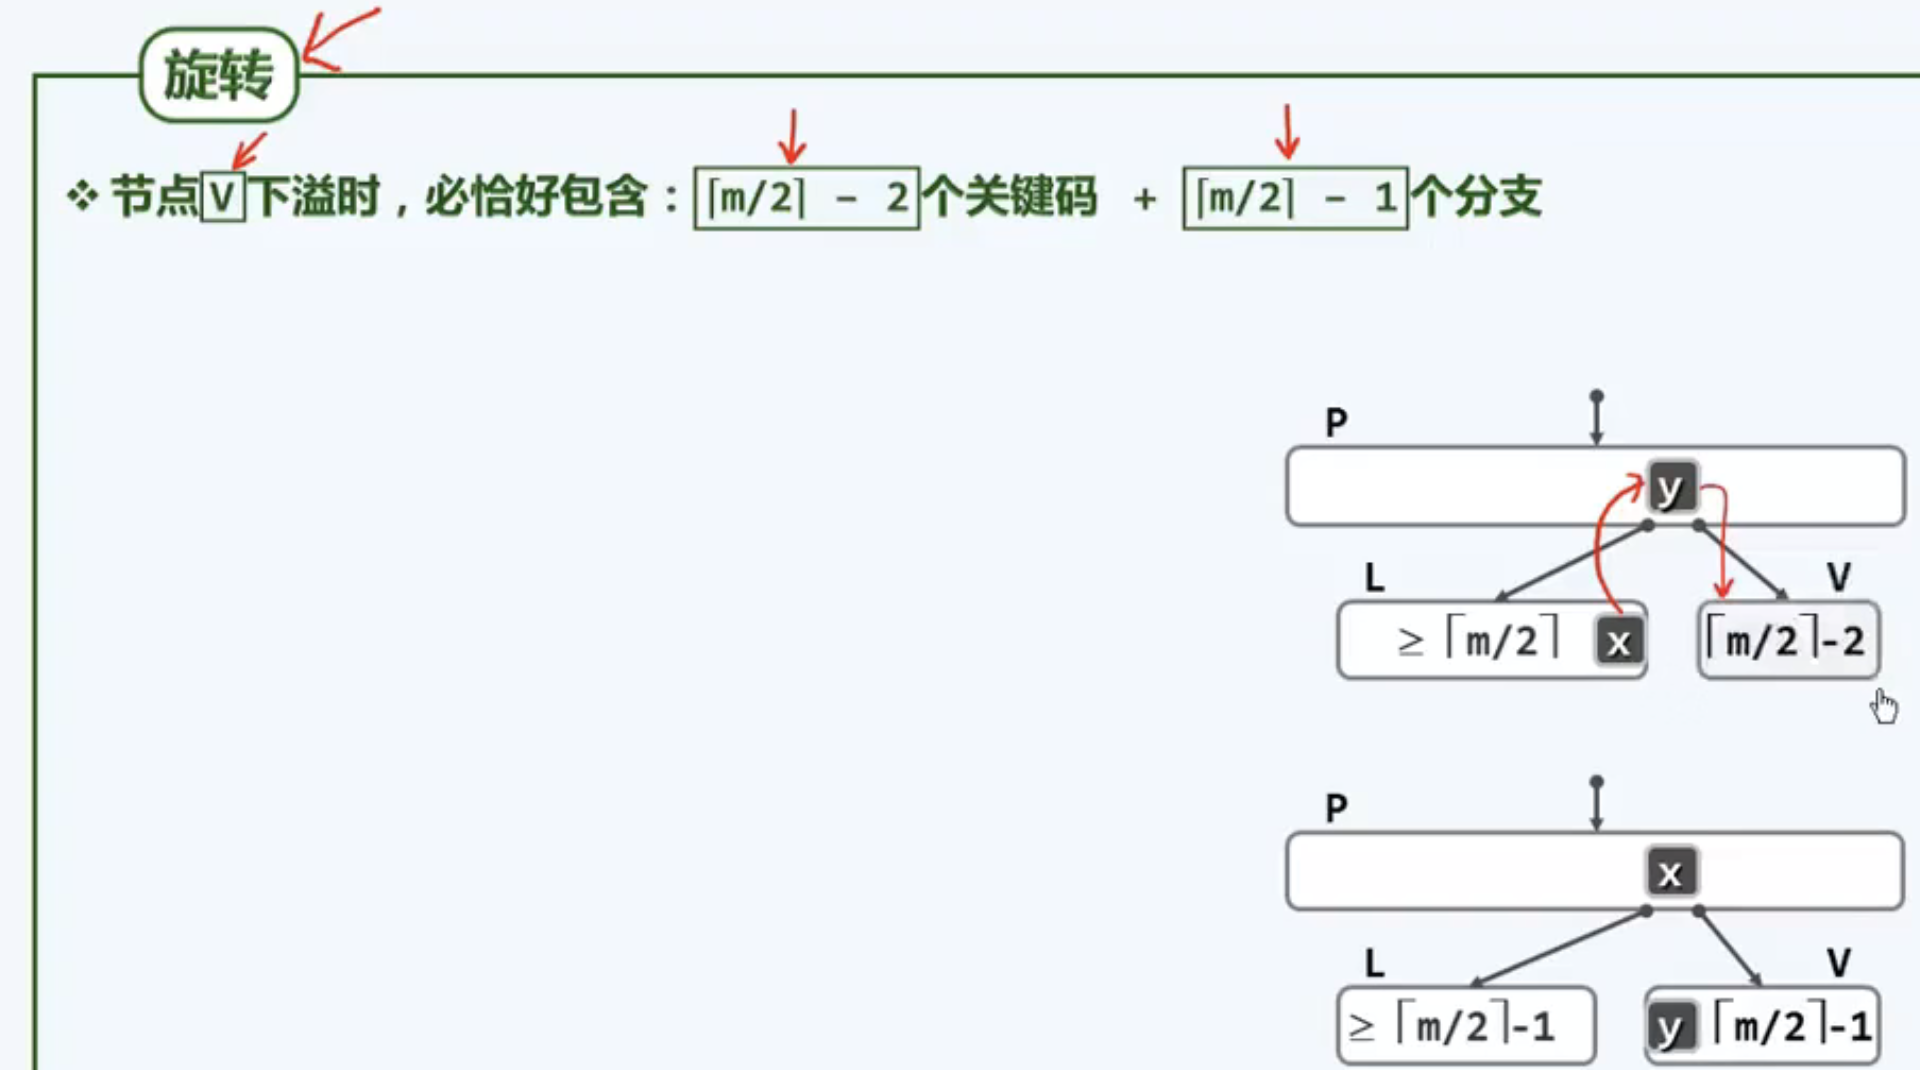 旋转
❖ 节点V下溢时，必恰好包含：⌈m/2⌉ - 2个关键码 + ⌈m/2⌉ - 1个分支
P
y
L V
≥ ⌈m/2⌉ x ⌈m/2⌉-2
P
x
L V
≥ ⌈m/2⌉-1 y ⌈m/2⌉-1